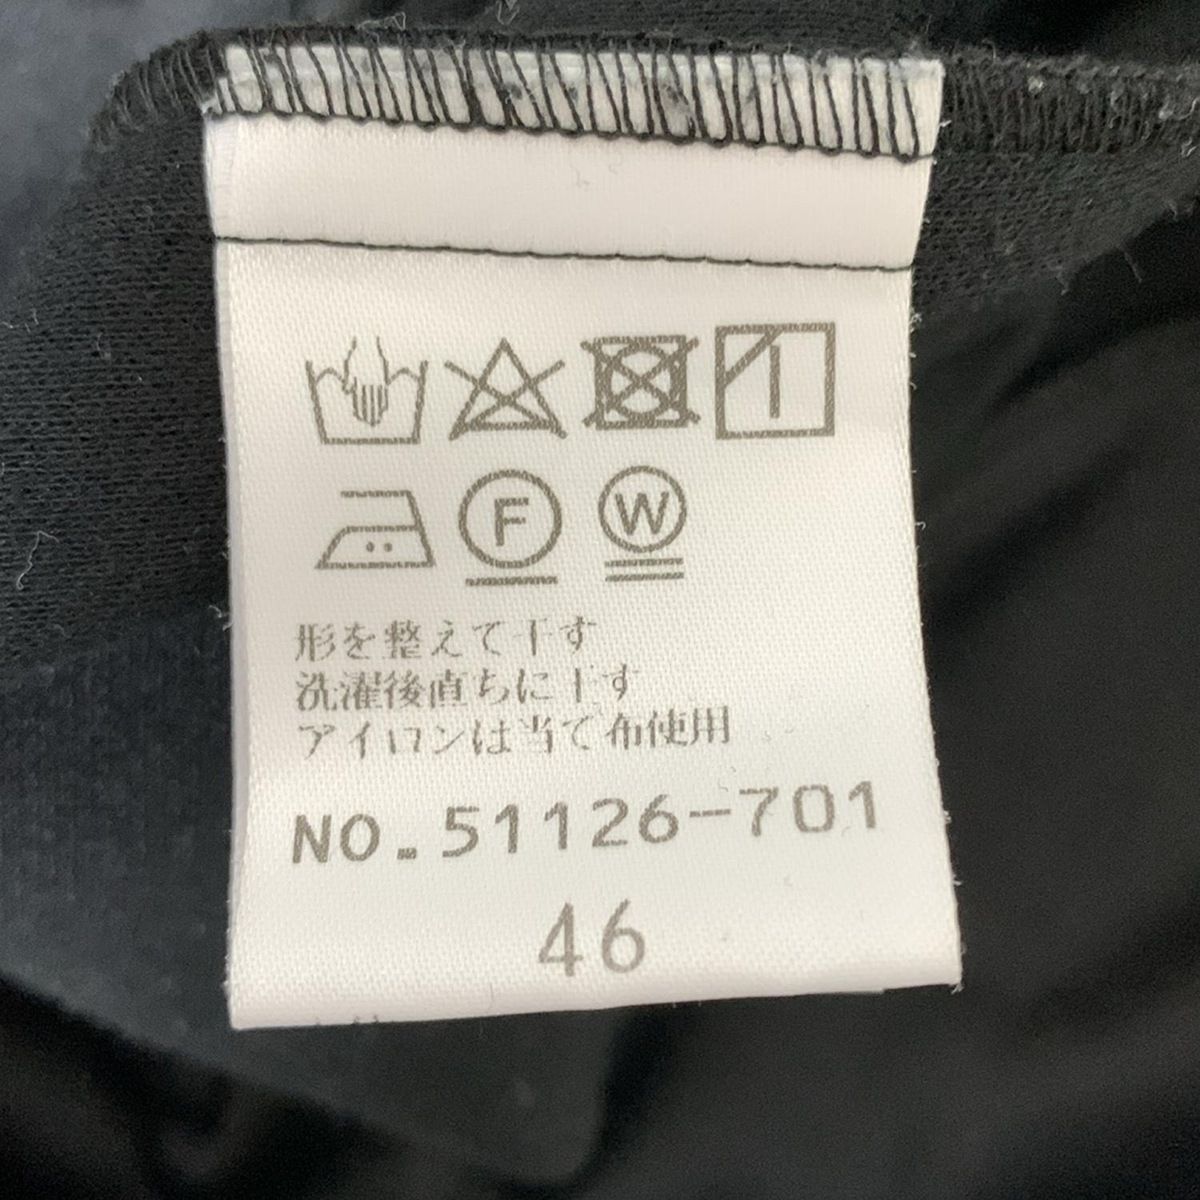 F W
形を整えて干す
洗濯後直ちに干す
アイロンは当て布使用
NO.51126-701
46